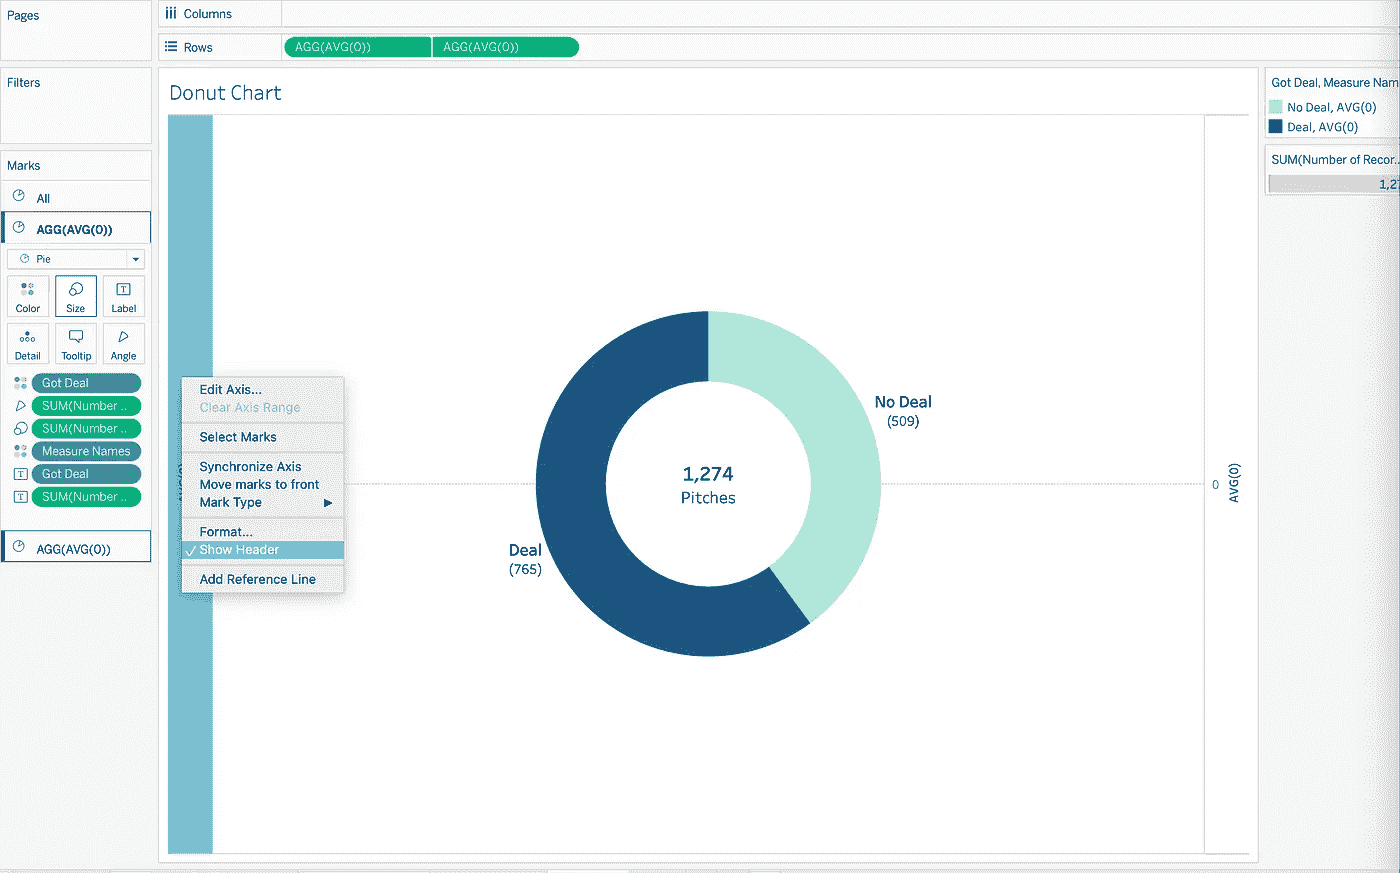 Pages
Columns
Rows
AGG(AVG(0))
AGG(AVG(0))
Filters
Marks
All
AGG(AVG(0))
Pie
Color
Size
Label
Detail
Tooltip
Angle
Got Deal
SUM(Number ..
SUM(Number ..
Measure Names
Got Deal
SUM(Number ..
AGG(AVG(0))
Donut Chart
Edit Axis...
Clear Axis Range
Select Marks
Synchronize Axis
Move marks to front
Mark Type
Format...
Show Header
Add Reference Line
No Deal
(509)
1,274
Pitches
Deal
(765)
0
AVG(0)
Got Deal, Measure Nam
No Deal, AVG(0)
Deal, AVG(0)
SUM(Number of Recor..
1,27